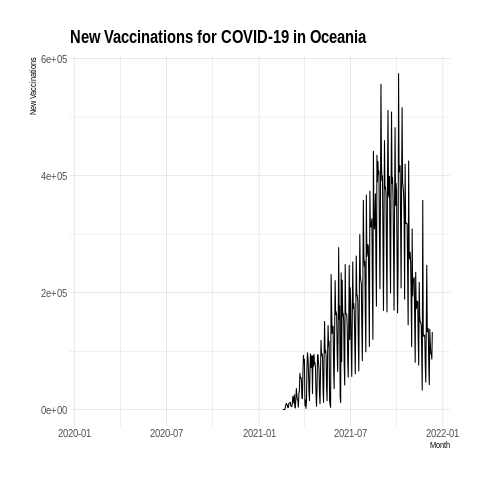 New Vaccinations for COVID-19 in Oceania
New Vaccinations
6e+05
4e+05
2e+05
0e+00
2020-01 2020-07 2021-01 2021-07 2022-01
Month